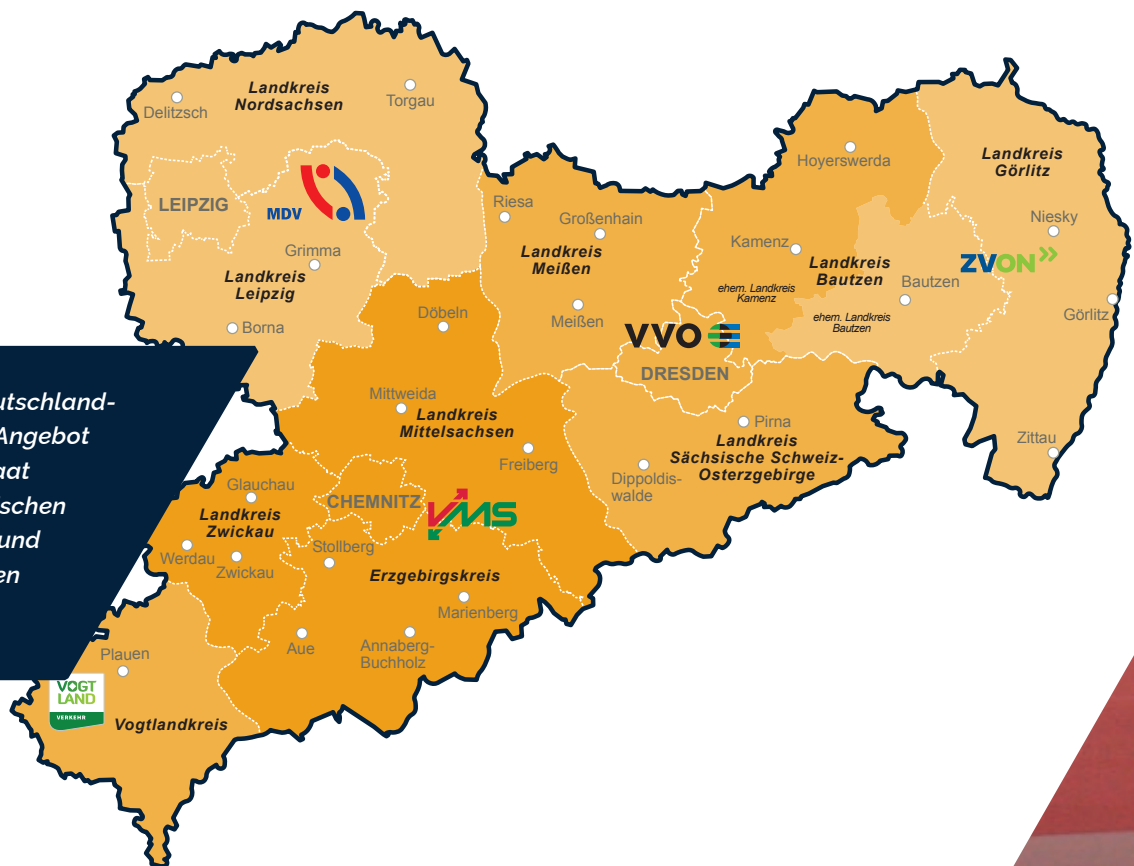 Landkreis
Nordsachsen
Delitzsch
Torgau
LEIPZIG
MDV
Grimma
Landkreis
Leipzig
Borna
Riesa
Großenhain
Landkreis
Meißen
Meißen
Hoyerswerda
Kamenz
Landkreis
Bautzen
ehem. Landkreis
Kamenz
ehem. Landkreis
Bautzen
Bautzen
Landkreis
Görlitz
Niesky
ZVON
Görlitz
Zittau
VVO
DRESDEN
Pirna
Landkreis
Sächsische Schweiz-
Osterzgebirge
Dippoldis-
walde
Döbeln
Mittweida
Landkreis
Mittelsachsen
Freiberg
CHEMNITZ
VMS
Glauchau
Landkreis
Zwickau
Werdau
Zwickau
Stollberg
Erzgebirgskreis
Marienberg
Aue
Annaberg-
Buchholz
Plauen
VOGT
LAND
VERKEHR
Vogtlandkreis
utschland-
Angebot
aat
ischen
und
en